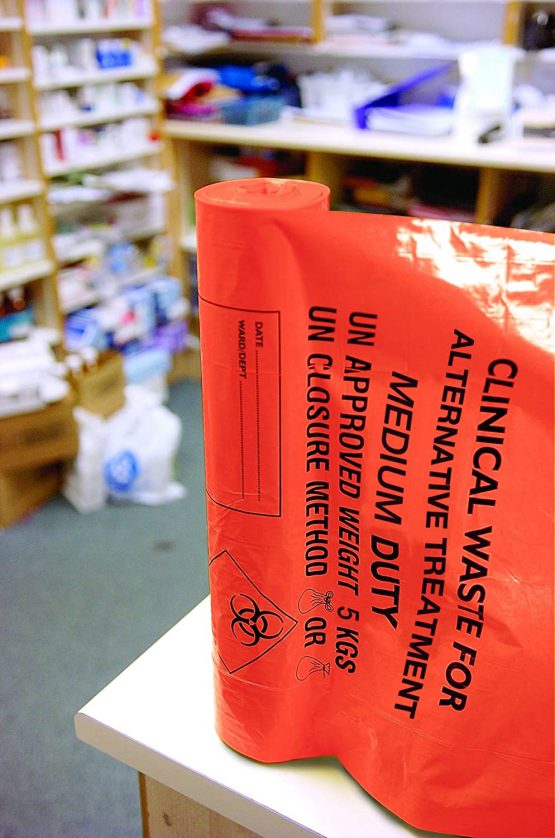 CLINICAL WASTE FOR
ALTERNATIVE TREATMENT
MEDIUM DUTY
UN APPROVED WEIGHT 5 KGS
UN CLOSURE METHOD OR
DATE
WARD/DEPT